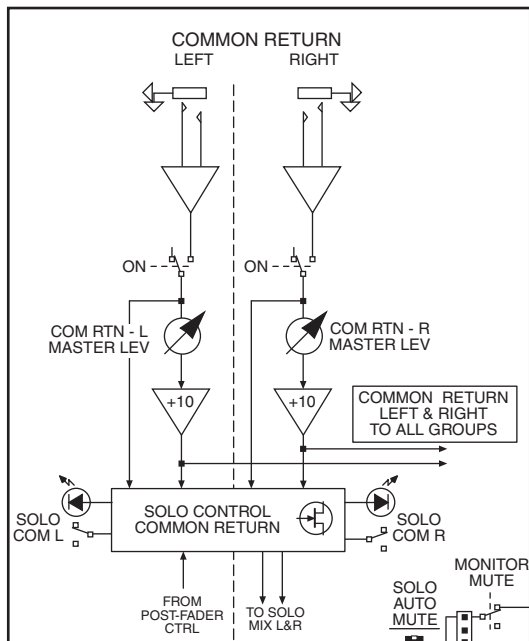 COMMON RETURN
LEFT
RIGHT
ON
ON
COM RTN - L
MASTER LEV
COM RTN - R
MASTER LEV
+10
+10
COMMON RETURN
LEFT & RIGHT
TO ALL GROUPS
SOLO CONTROL
COMMON RETURN
SOLO
COM L
SOLO
COM R
FROM
POST-FADER
CTRL
TO SOLO
MIX L&R
MONITOR
MUTE
SOLO
AUTO
MUTE